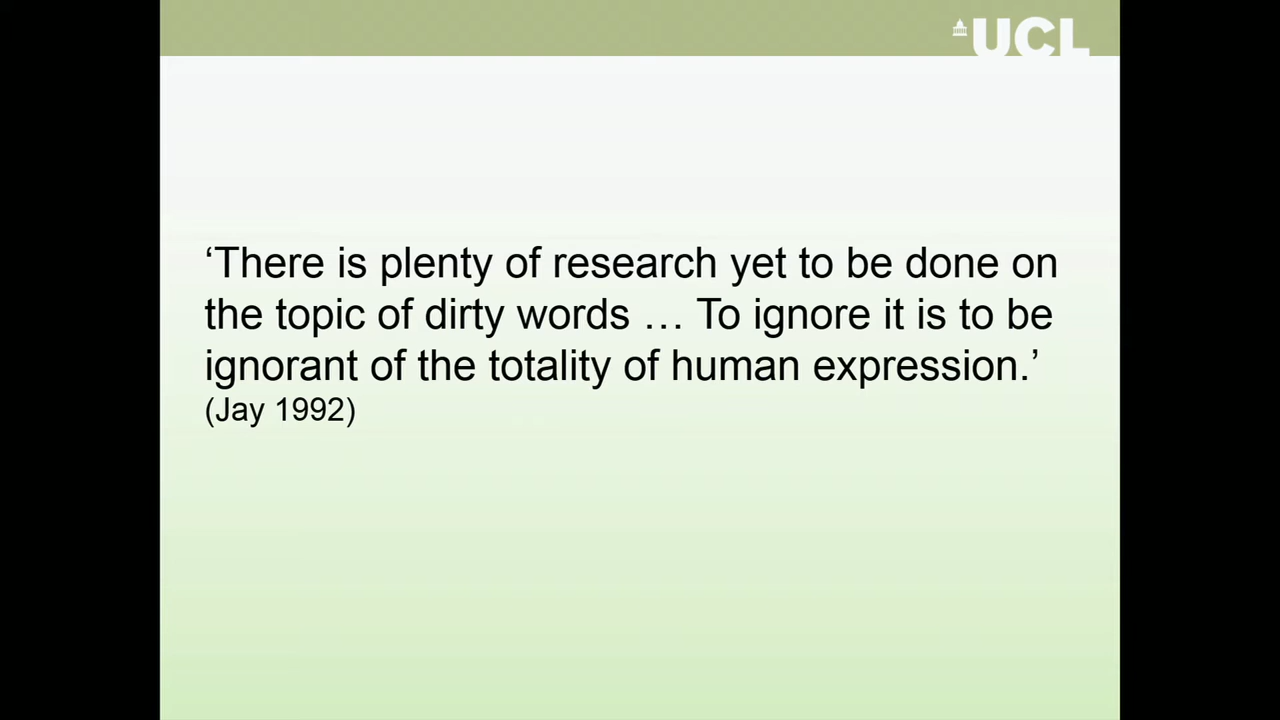 UCL
‘There is plenty of research yet to be done on
the topic of dirty words … To ignore it is to be
ignorant of the totality of human expression.’
(Jay 1992)